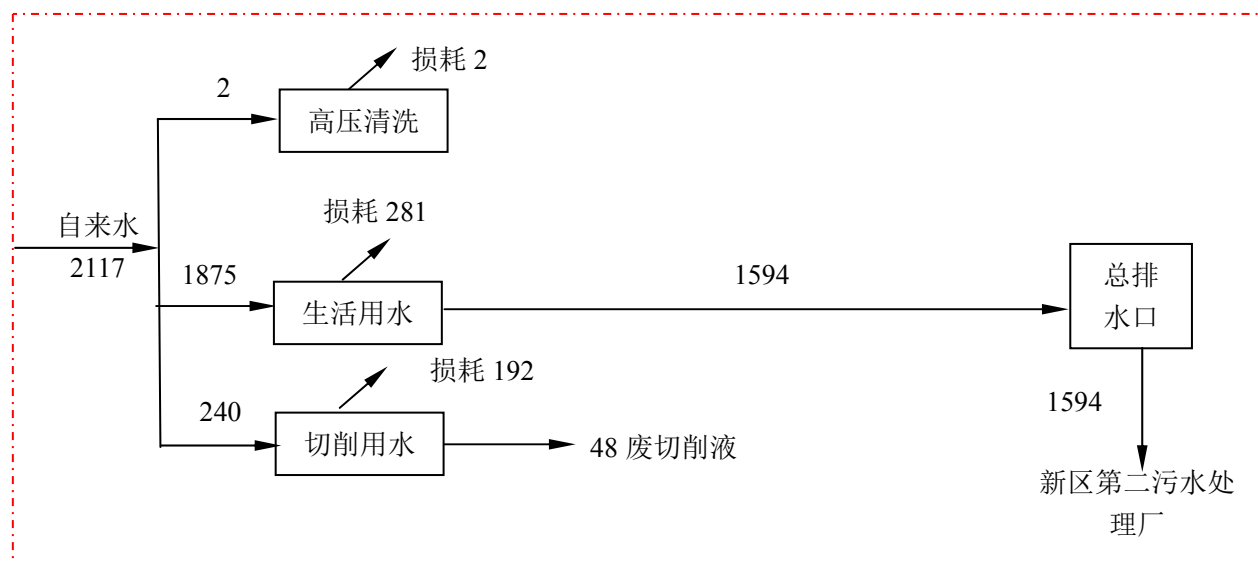 损耗 2
2
高压清洗
损耗 281
自来水
2117
1875
生活用水
1594
总排
水口
损耗 192
240
切削用水
48 废切削液
1594
新区第二污水处
理厂